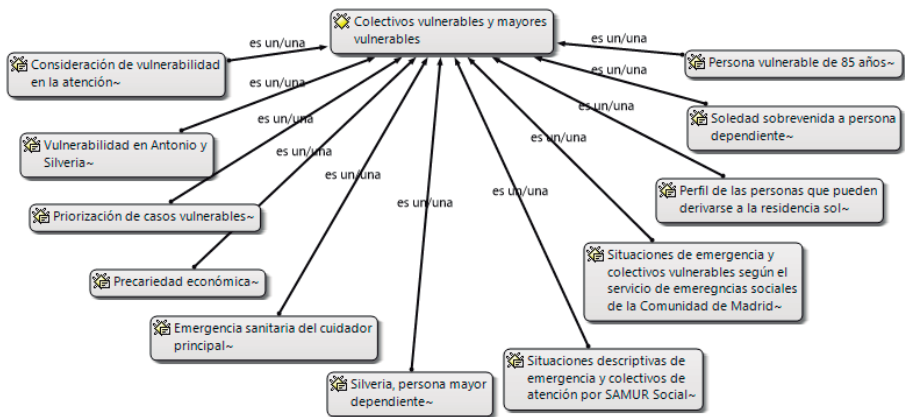 Colectivos vulnerables y mayores
vulnerables
es un/una
es un/una
Consideración de vulnerabilidad
en la atención~
Persona vulnerable de 85 años~
es un/una
es un/una
Soledad sobrevenida a persona
dependiente~
es un/una
es un/una
Vulnerabilidad en Antonio y
Silveria~
es un/una
es un/una
es un/una
Perfil de las personas que pueden
derivarse a la residencia sol~
Priorización de casos vulnerables~
es un/una
es un/una
Situaciones de emergencia y
colectivos vulnerables según el
servicio de emeregncias sociales
de la Comunidad de Madrid~
Precariedad económica~
Emergencia sanitaria del cuidador
principal~
Situaciones descriptivas de
emergencia y colectivos de
atención por SAMUR Social~
Silveria, persona mayor
dependiente~